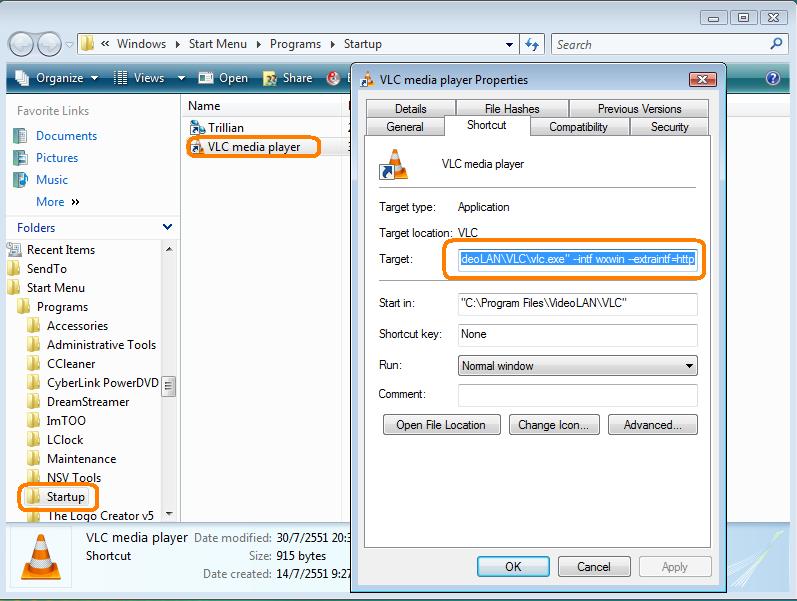 « Windows Start Menu Programs Startup
Search
Organize Views Open Share
Favorite Links
Documents
Pictures
Music
More »
Folders
Recent Items
SendTo
Start Menu
Programs
Accessories
Administrative Tools
CCleaner
CyberLink PowerDVD
DreamStreamer
ImTOO
LClock
Maintenance
NSV Tools
Startup
The Logo Creator v5
Name
Trillian
VLC media player
VLC media player Properties
Details File Hashes Previous Versions
General Shortcut Compatibility Security
VLC media player
Target type: Application
Target location: VLC
Target: deoLAN\VLC\vlc.exe" --intf wxwin --extraintf=http
Start in: "C:\Program Files\VideoLAN\VLC"
Shortcut key: None
Run: Normal window
Comment:
Open File Location Change Icon... Advanced...
OK Cancel Apply
VLC media player Date modified: 30/7/2551 20:3
Shortcut Size: 915 bytes
Date created: 14/7/2551 9:27